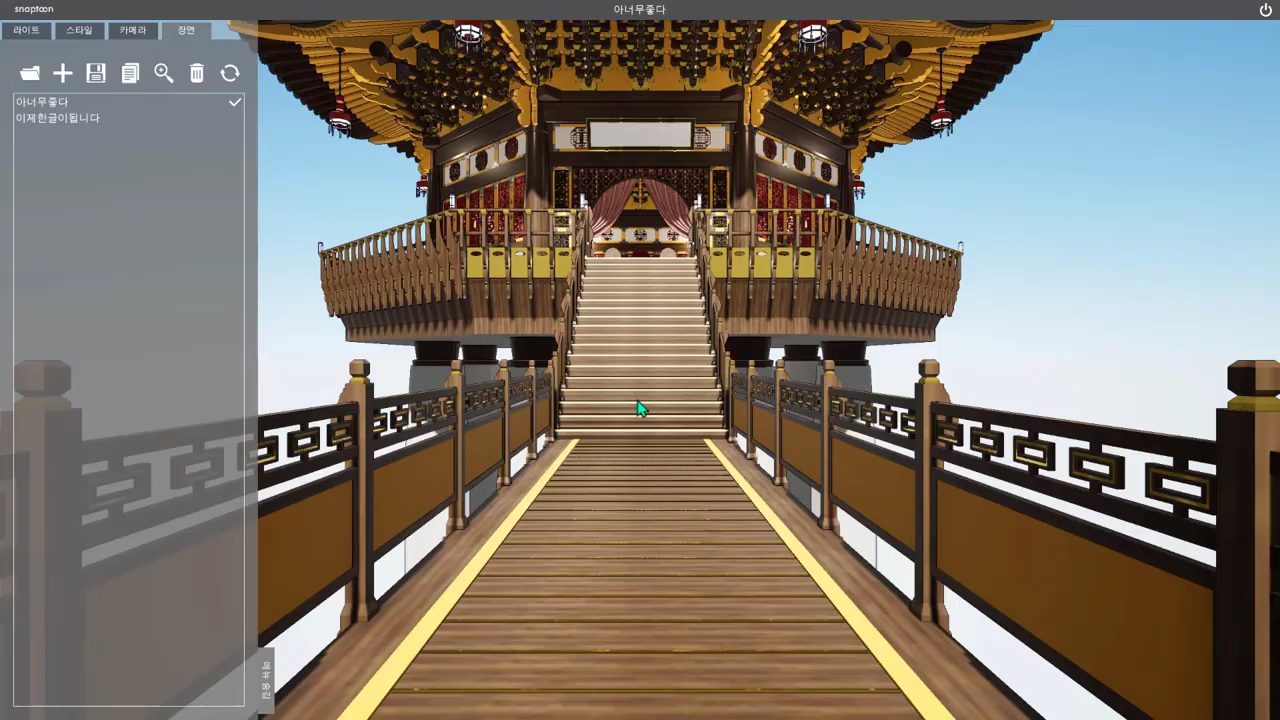 snaptoon
아너무좋다
라이트
스타일
카메라
장면
아너무좋다
이제한글이됩니다